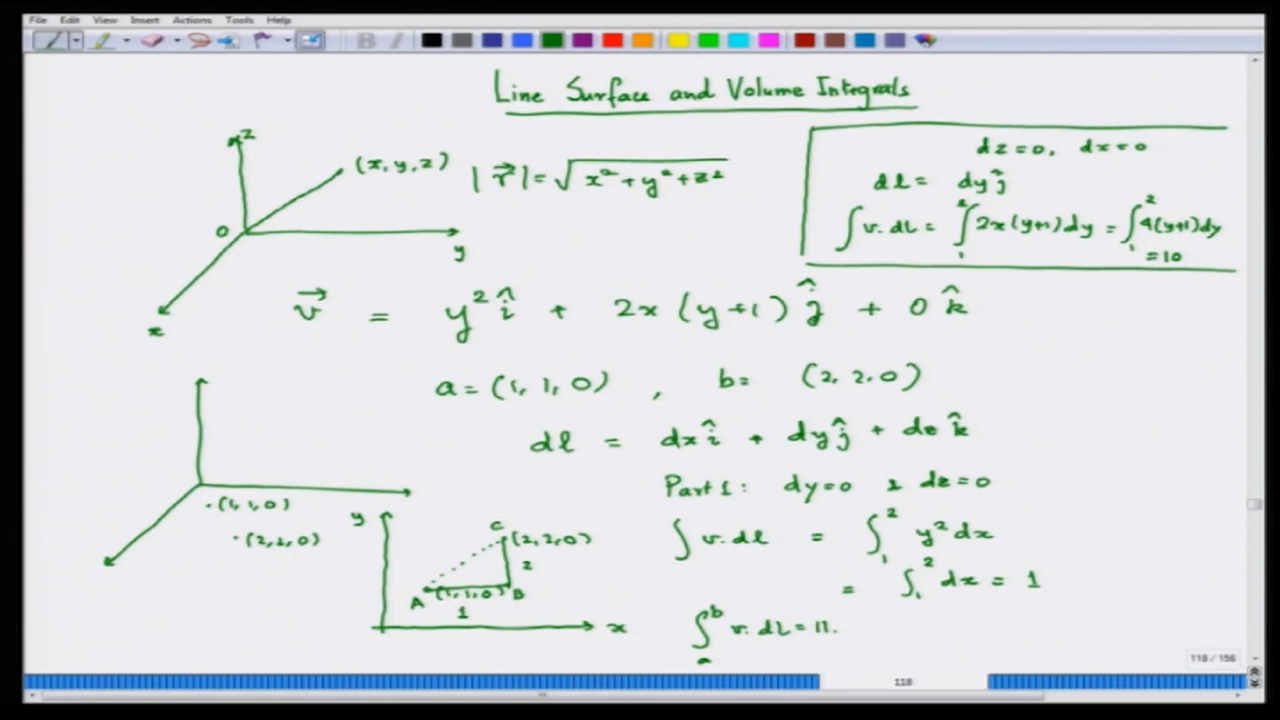 File Edit View Insert Actions Tools Help
B I
Line Surface and Volume Integrals
z
(x, y, z)
|r⃗| = √x² + y² + z²
O
y
x
dz = 0, dx = 0
dl = dy ĵ
∫ v. dl = ∫₁² 2x(y+1) dy = ∫₁² 4(y+1) dy
= 10
v⃗ = y² î + 2x (y+1) ĵ + 0 k̂
a = (1, 1, 0) , b = (2, 2, 0)
dl = dx î + dy ĵ + dz k̂
Part 1: dy=0 & dz=0
(1, 1, 0)
(2, 2, 0)
y
C (2, 2, 0)
2
A (1, 1, 0) B
1
x
∫ v. dl = ∫₁² y² dx
= ∫₁² dx = 1
∫ₐᵇ v. dl = 11.
118 / 156
118